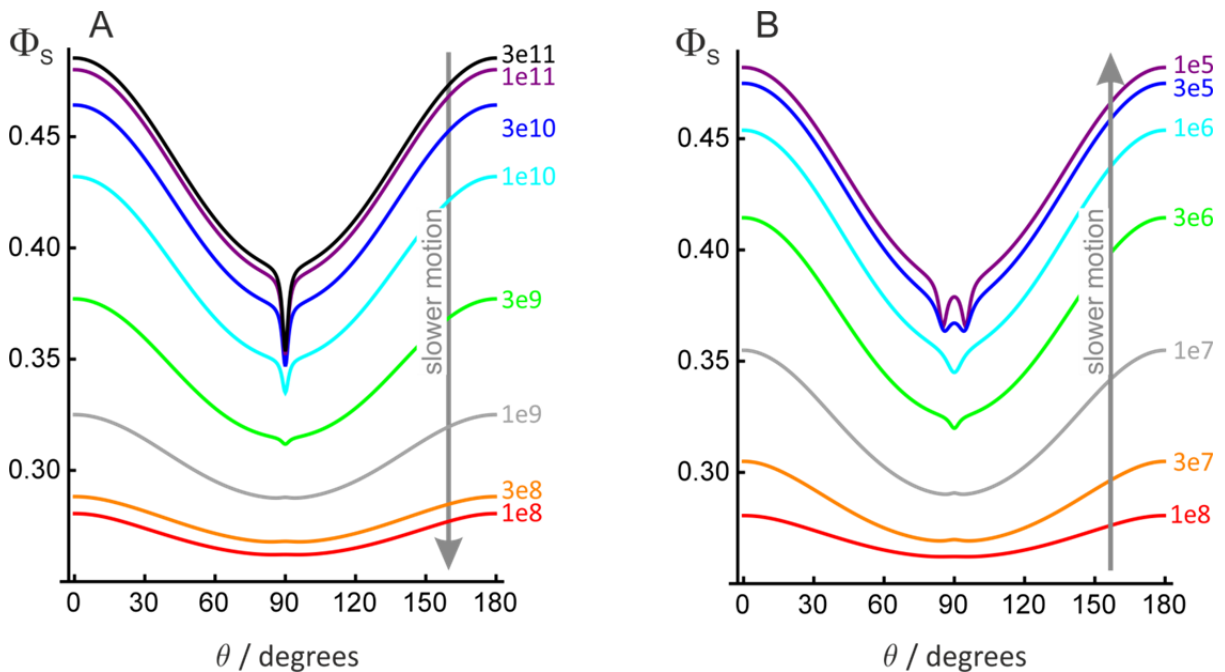 A
Φs
3e11
1e11
3e10
1e10
3e9
1e9
3e8
1e8
0.45
0.40
0.35
0.30
slower motion
0 30 60 90 120 150 180
θ / degrees
B
Φs
1e5
3e5
1e6
3e6
1e7
3e7
1e8
0.45
0.40
0.35
0.30
slower motion
0 30 60 90 120 150 180
θ / degrees